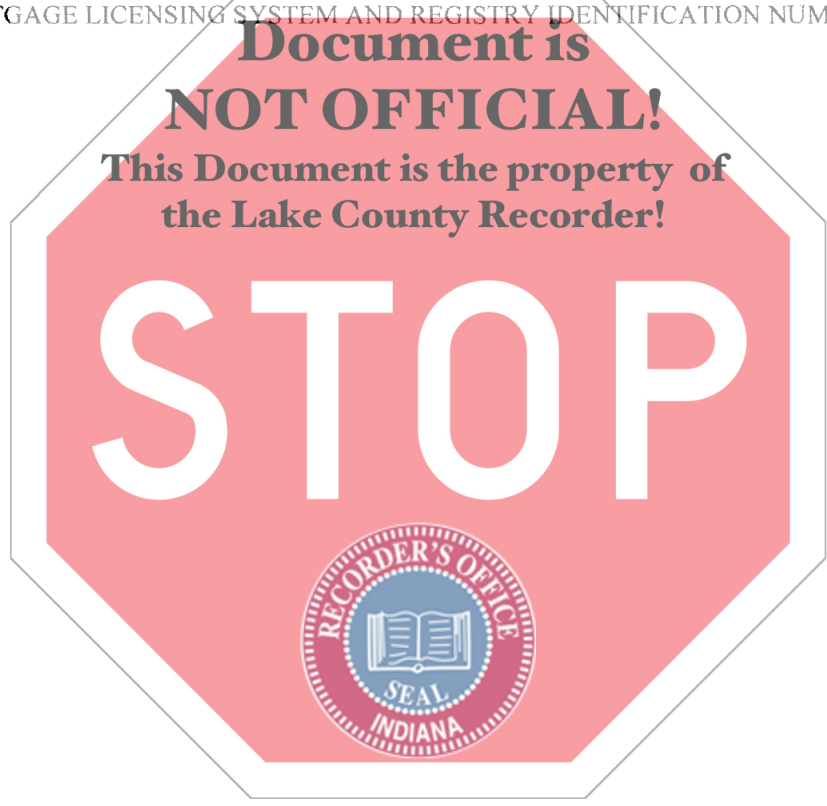 GAGE LICENSING SYSTEM AND REGISTRY IDENTIFICATION NUM
Document is
NOT OFFICIAL!
This Document is the property of
the Lake County Recorder!
STOP
RECORDER'S OFFICE
SEAL
INDIANA